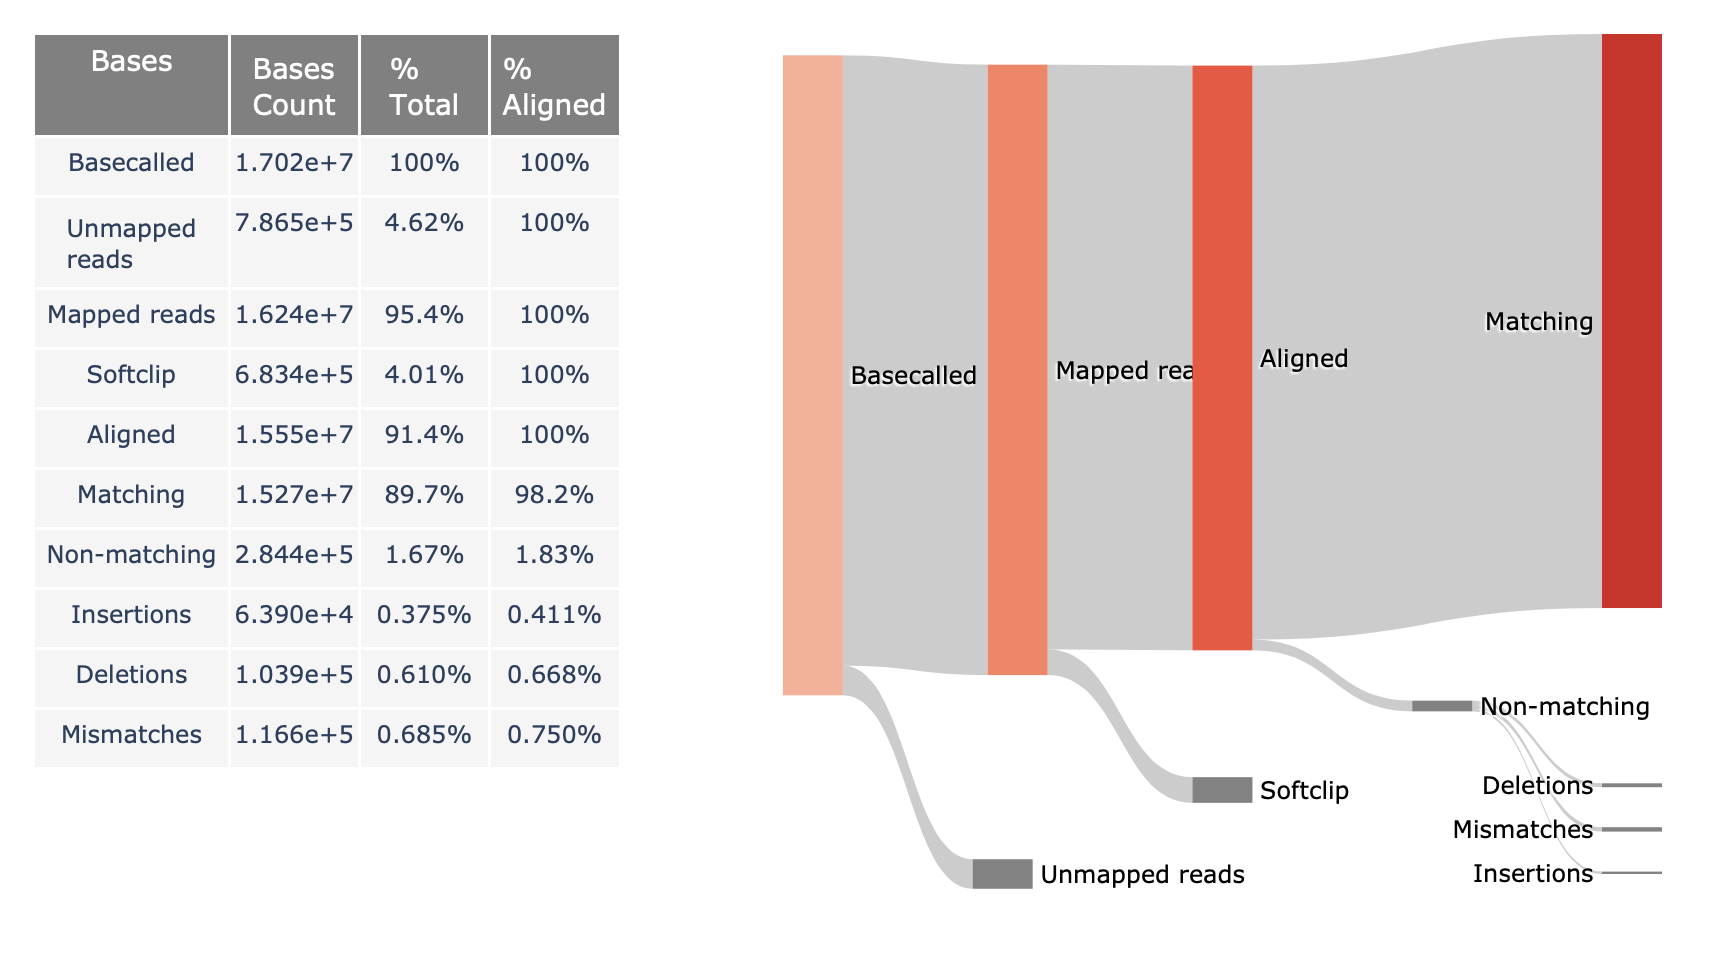 Bases Bases Count % Total % Aligned
Basecalled 1.702e+7 100% 100%
Unmapped reads 7.865e+5 4.62% 100%
Mapped reads 1.624e+7 95.4% 100%
Softclip 6.834e+5 4.01% 100%
Aligned 1.555e+7 91.4% 100%
Matching 1.527e+7 89.7% 98.2%
Non-matching 2.844e+5 1.67% 1.83%
Insertions 6.390e+4 0.375% 0.411%
Deletions 1.039e+5 0.610% 0.668%
Mismatches 1.166e+5 0.685% 0.750%
Basecalled
Mapped rea
Aligned
Matching
Non-matching
Deletions
Mismatches
Insertions
Softclip
Unmapped reads